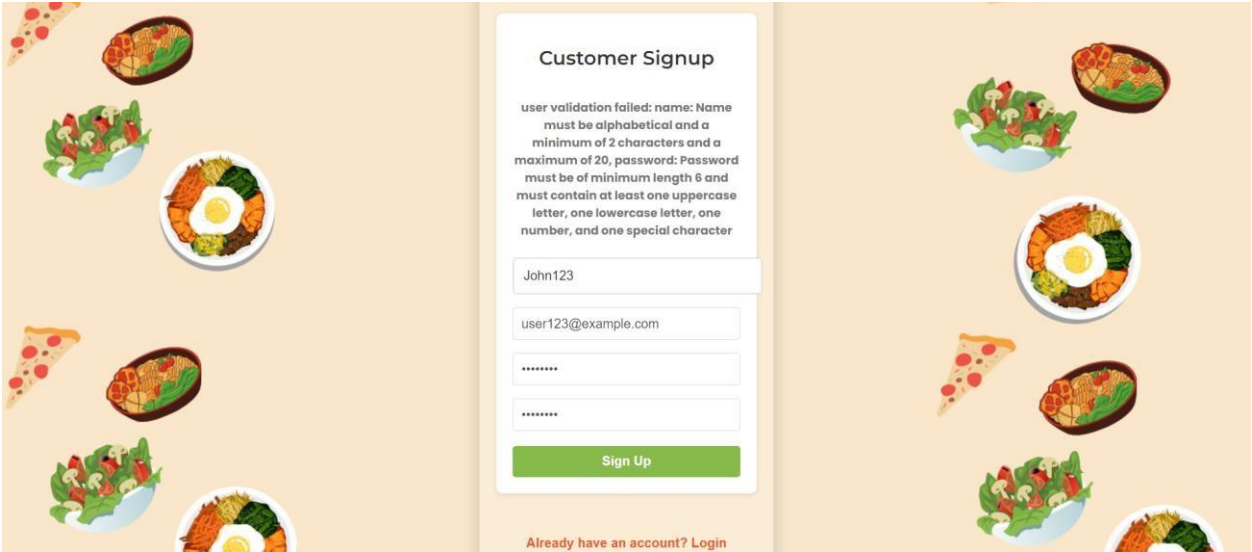 Customer Signup
user validation failed: name: Name
must be alphabetical and a
minimum of 2 characters and a
maximum of 20, password: Password
must be of minimum length 6 and
must contain at least one uppercase
letter, one lowercase letter, one
number, and one special character
John123
user123@example.com
••••••••
••••••••
Sign Up
Already have an account? Login